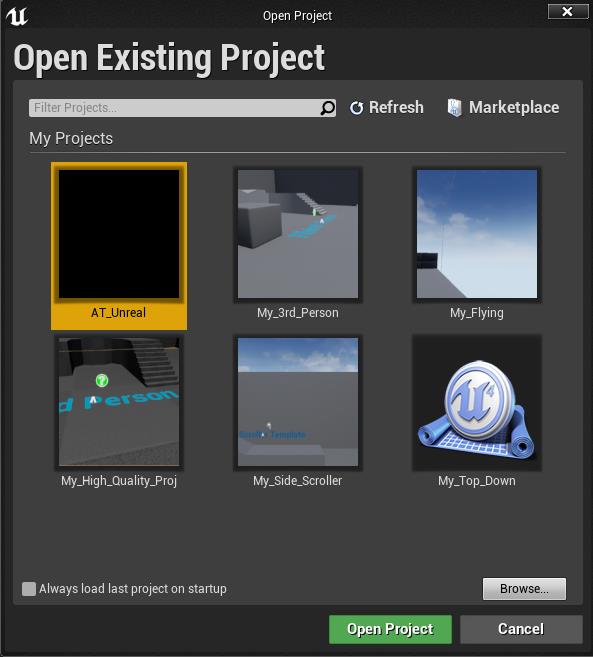 Open Project
Open Existing Project
Filter Projects...
Refresh
Marketplace
My Projects
AT_Unreal
My_3rd_Person
My_Flying
?
d Person
Scroller Template
4
My_High_Quality_Proj
My_Side_Scroller
My_Top_Down
Always load last project on startup
Browse...
Open Project
Cancel